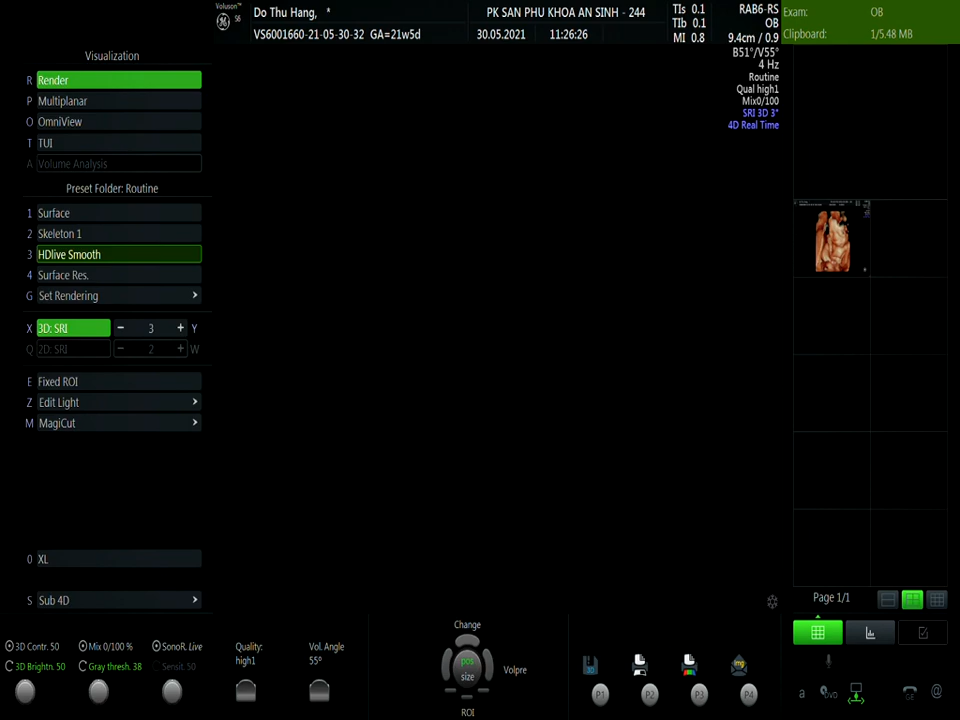 Voluson™
S6
Do Thu Hang, *
PK SAN PHU KHOA AN SINH - 244
VS6001660-21-05-30-32 GA=21w5d
30.05.2021 11:26:26
TIs 0.1
TIb 0.1
MI 0.8
RAB6-RS
OB
9.4cm / 0.9
B51°/V55°
4 Hz
Routine
Qual high1
Mix0/100
SRI 3D 3*
4D Real Time
Exam: OB
Clipboard: 1/5.48 MB
Visualization
R Render
P Multiplanar
O OmniView
T TUI
A Volume Analysis
Preset Folder: Routine
1 Surface
2 Skeleton 1
3 HDlive Smooth
4 Surface Res.
G Set Rendering >
X 3D: SRI − 3 + Y
Q 2D: SRI − 2 + W
E Fixed ROI
Z Edit Light >
M MagiCut >
0 XL
S Sub 4D >
Page 1/1
3D Contr. 50
Mix 0/100 %
SonoR. Live
3D Brightn. 50
Gray thresh. 38
Sensit. 50
Quality:
high1
Vol. Angle
55°
Change
pos
size
Volpre
ROI
3D
img
P1
P2
P3
P4
a
DVD
GE
@